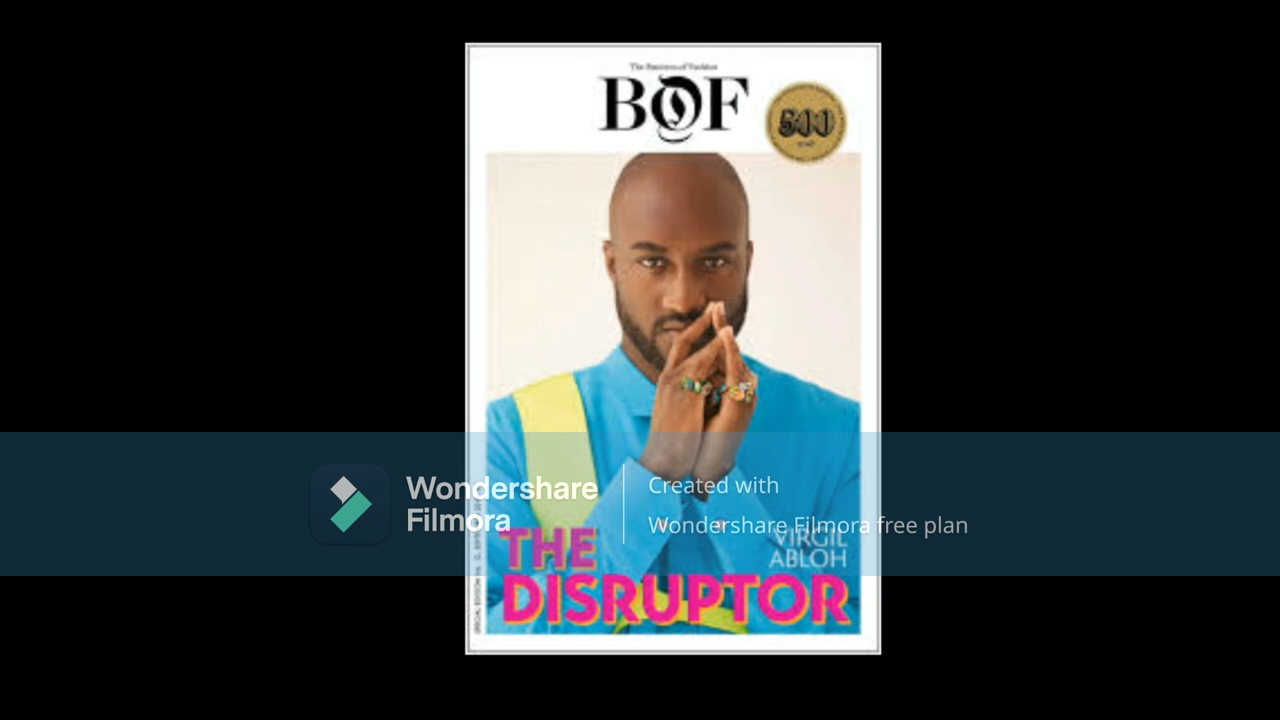 The Business of Fashion
BOF
500
THE
DISRUPTOR
VIRGIL
ABLOH
Wondershare
Filmora
Created with
Wondershare Filmora free plan